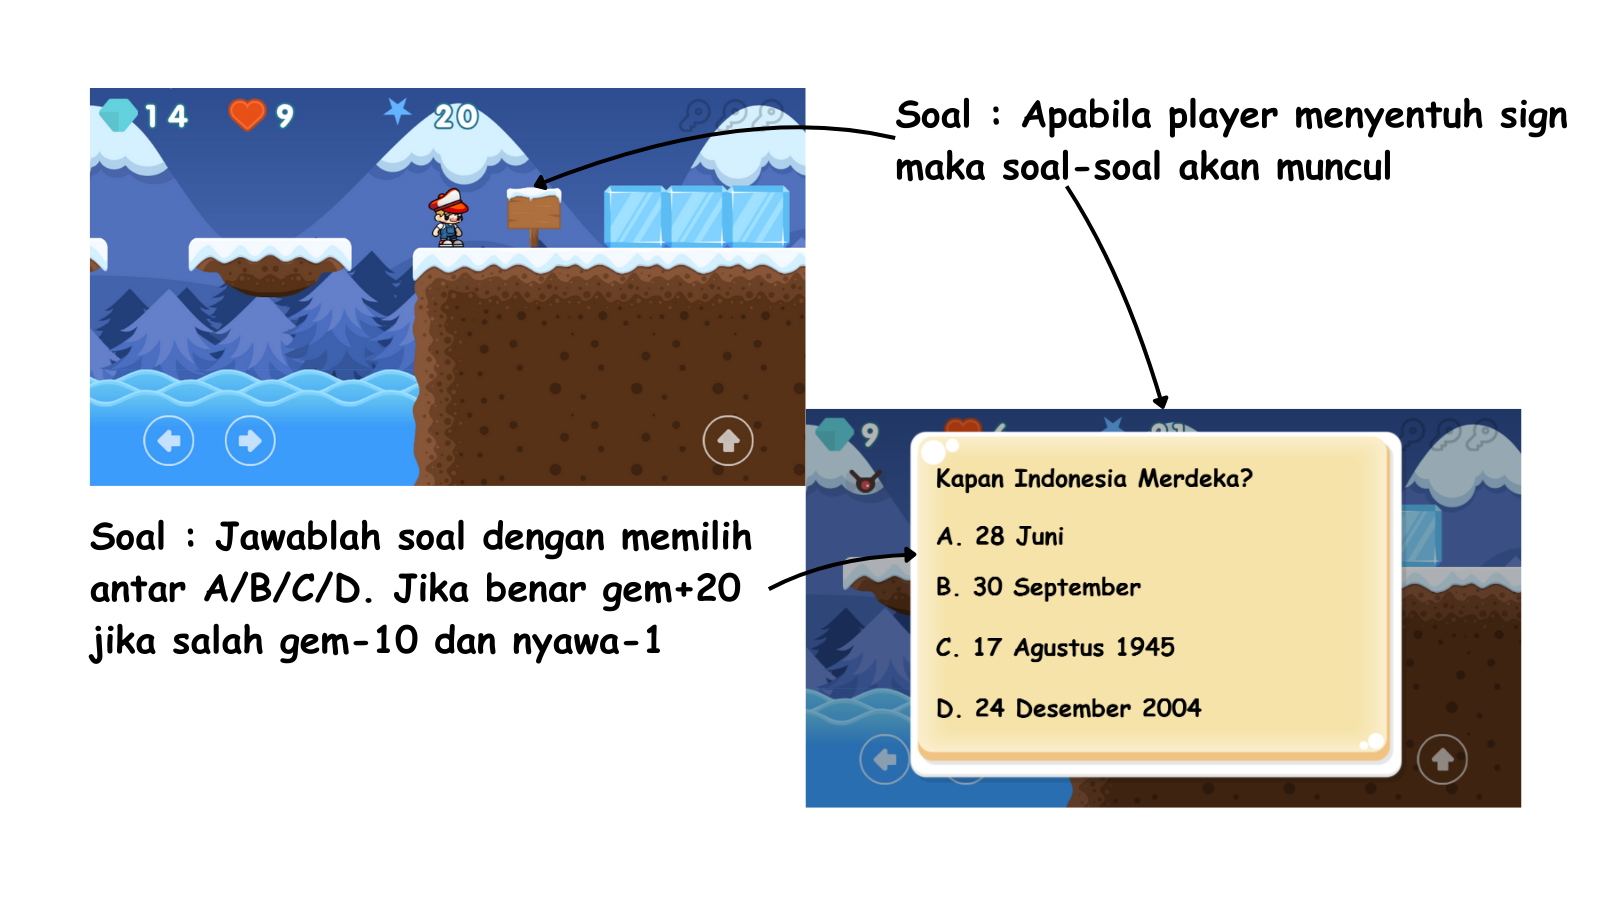 14 9 20
Soal : Apabila player menyentuh sign
maka soal-soal akan muncul
Soal : Jawablah soal dengan memilih
antar A/B/C/D. Jika benar gem+20
jika salah gem-10 dan nyawa-1
9
Kapan Indonesia Merdeka?
A. 28 Juni
B. 30 September
C. 17 Agustus 1945
D. 24 Desember 2004